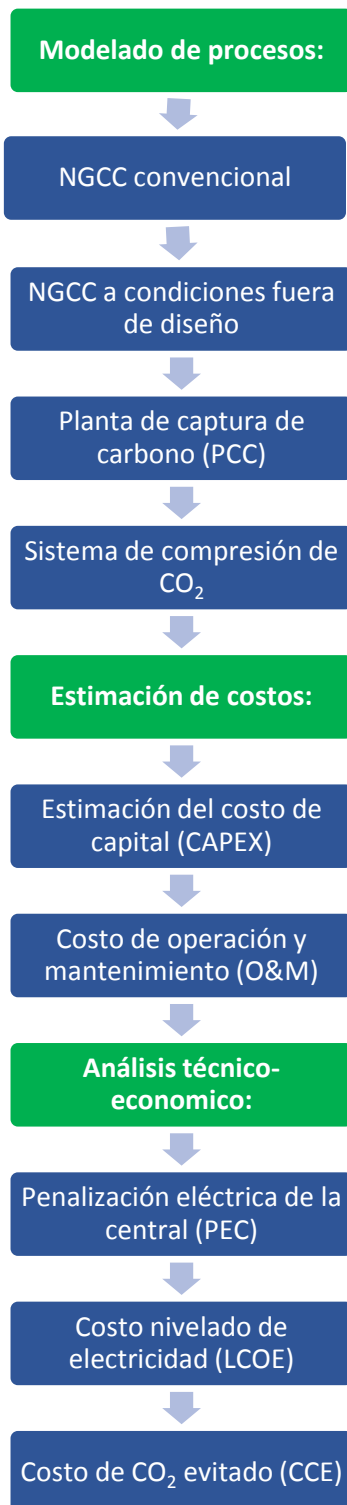 Modelado de procesos:
NGCC convencional
NGCC a condiciones fuera
de diseño
Planta de captura de
carbono (PCC)
Sistema de compresión de
CO₂
Estimación de costos:
Estimación del costo de
capital (CAPEX)
Costo de operación y
mantenimiento (O&M)
Análisis técnico-
economico:
Penalización eléctrica de la
central (PEC)
Costo nivelado de
electricidad (LCOE)
Costo de CO₂ evitado (CCE)